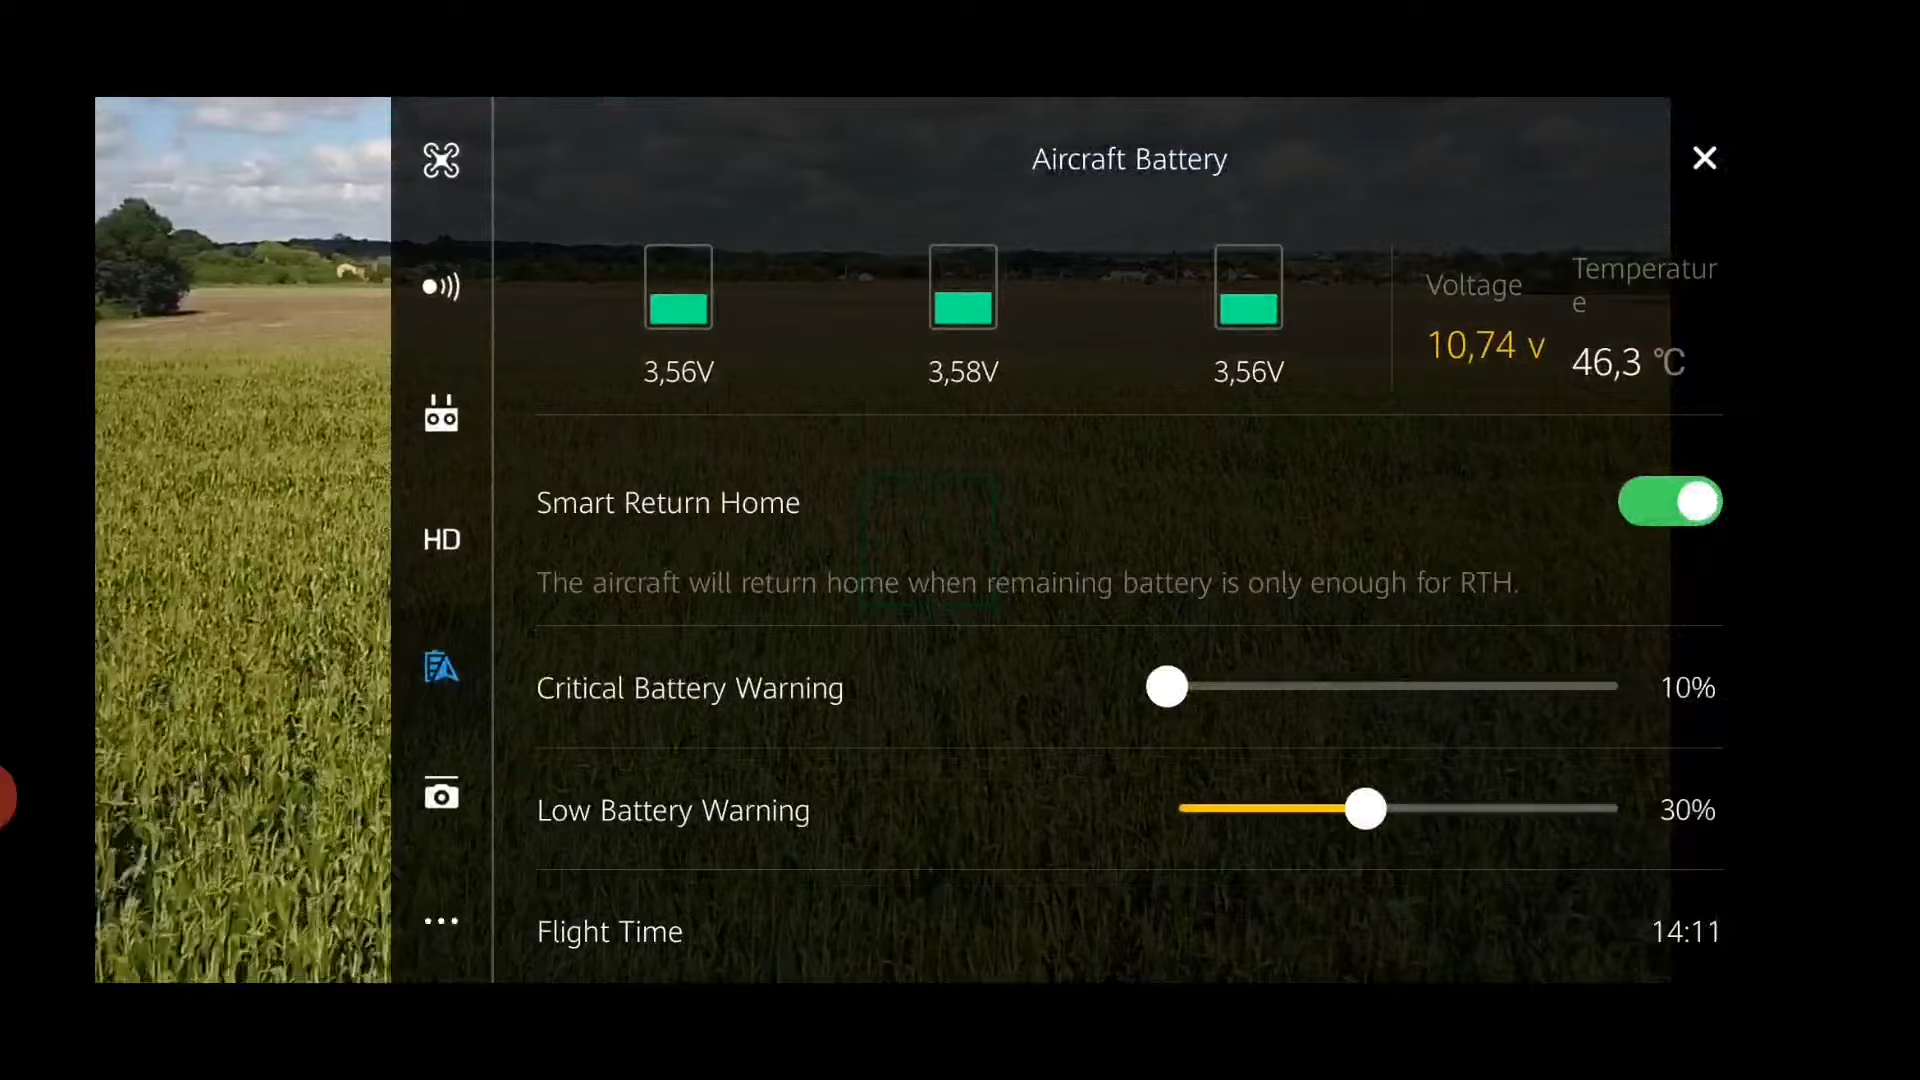 Aircraft Battery
3,56V
3,58V
3,56V
Voltage
10,74 v
Temperatur
e
46,3 °C
Smart Return Home
The aircraft will return home when remaining battery is only enough for RTH.
HD
Critical Battery Warning
10%
Low Battery Warning
30%
Flight Time
14:11